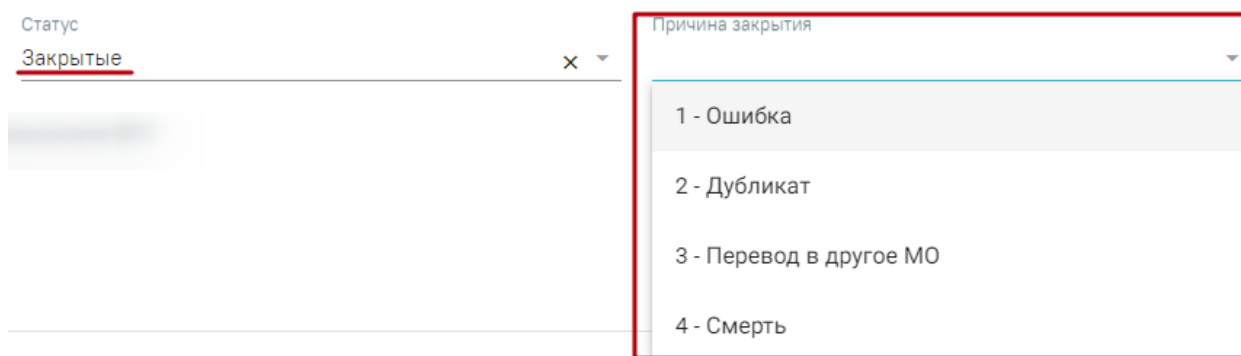 Статус
Закрытые
Причина закрытия
1 - Ошибка
2 - Дубликат
3 - Перевод в другое МО
4 - Смерть